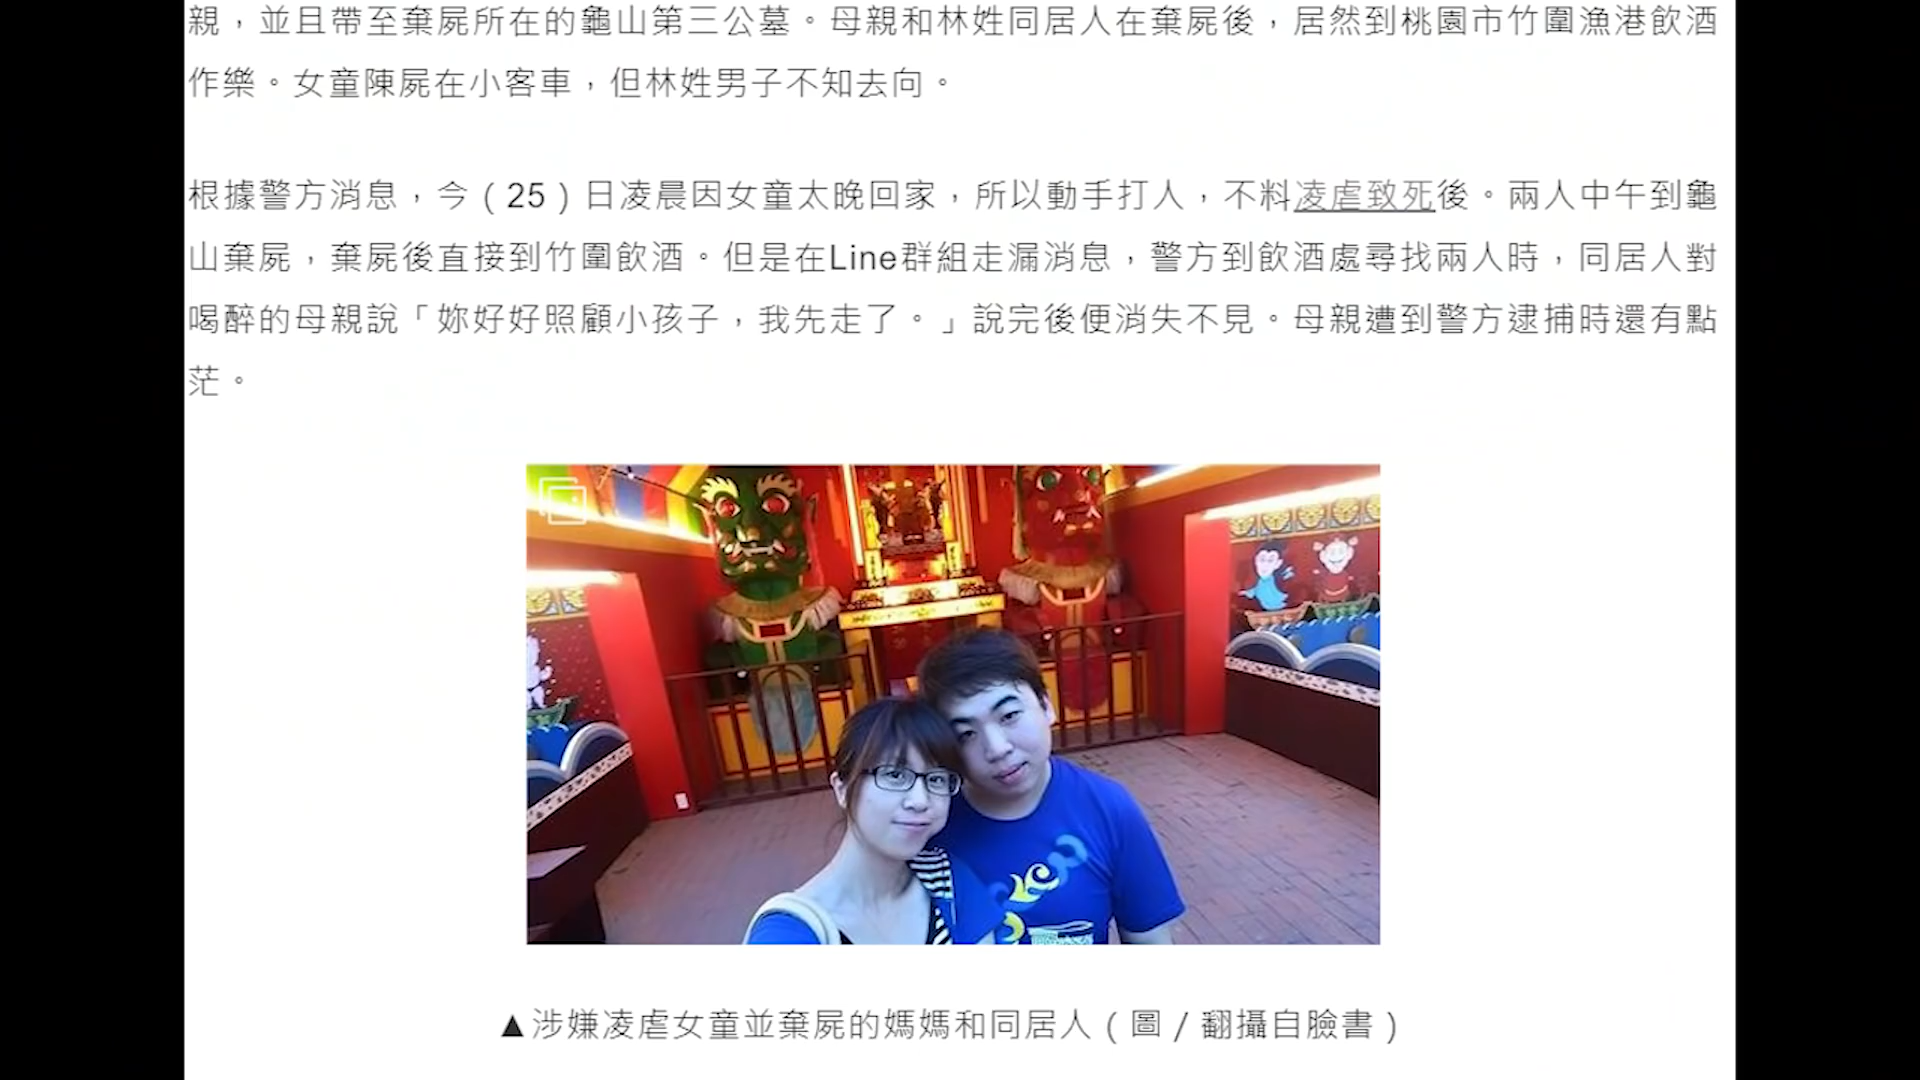 親，並且帶至棄屍所在的龜山第三公墓。母親和林姓同居人在棄屍後，居然到桃園市竹圍漁港飲酒
作樂。女童陳屍在小客車，但林姓男子不知去向。
根據警方消息，今（25）日凌晨因女童太晚回家，所以動手打人，不料凌虐致死後。兩人中午到龜
山棄屍，棄屍後直接到竹圍飲酒。但是在Line群組走漏消息，警方到飲酒處尋找兩人時，同居人對
喝醉的母親說「妳好好照顧小孩子，我先走了。」說完後便消失不見。母親遭到警方逮捕時還有點
茫。
▲涉嫌凌虐女童並棄屍的媽媽和同居人（圖／翻攝自臉書）